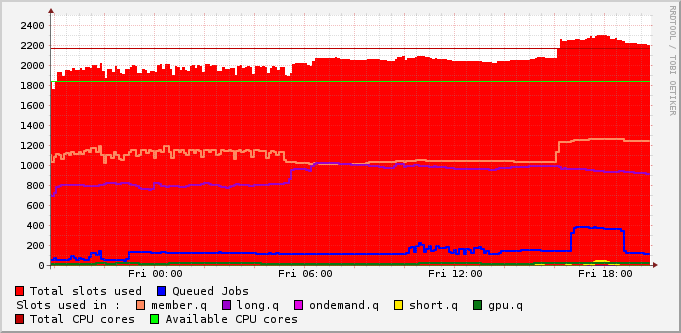 RRDTOOL / TOBI OETIKER
2400
2200
2000
1800
1600
1400
1200
1000
800
600
400
200
0
Fri 00:00 Fri 06:00 Fri 12:00 Fri 18:00
Total slots used Queued Jobs
Slots used in : member.q long.q ondemand.q short.q gpu.q
Total CPU cores Available CPU cores